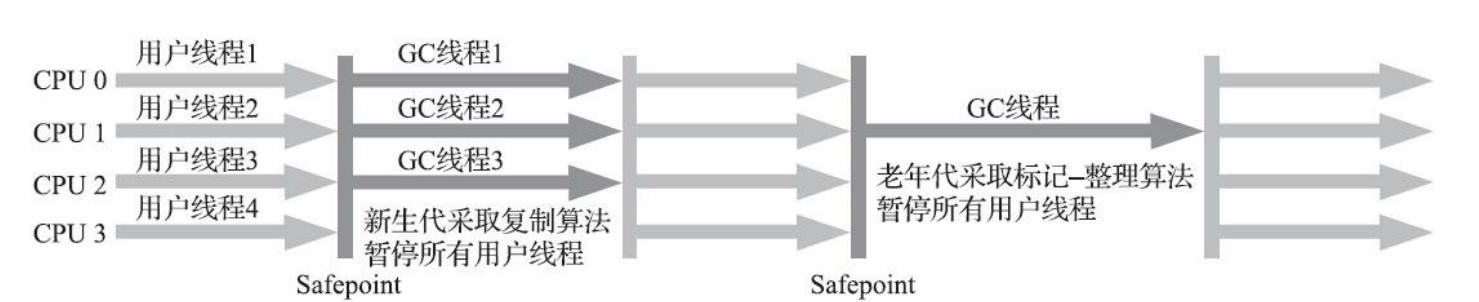 用户线程1
GC线程1
CPU 0
用户线程2
GC线程2
GC线程
CPU 1
用户线程3
GC线程3
CPU 2
用户线程4
CPU 3
新生代采取复制算法
暂停所有用户线程
老年代采取标记–整理算法
暂停所有用户线程
Safepoint
Safepoint